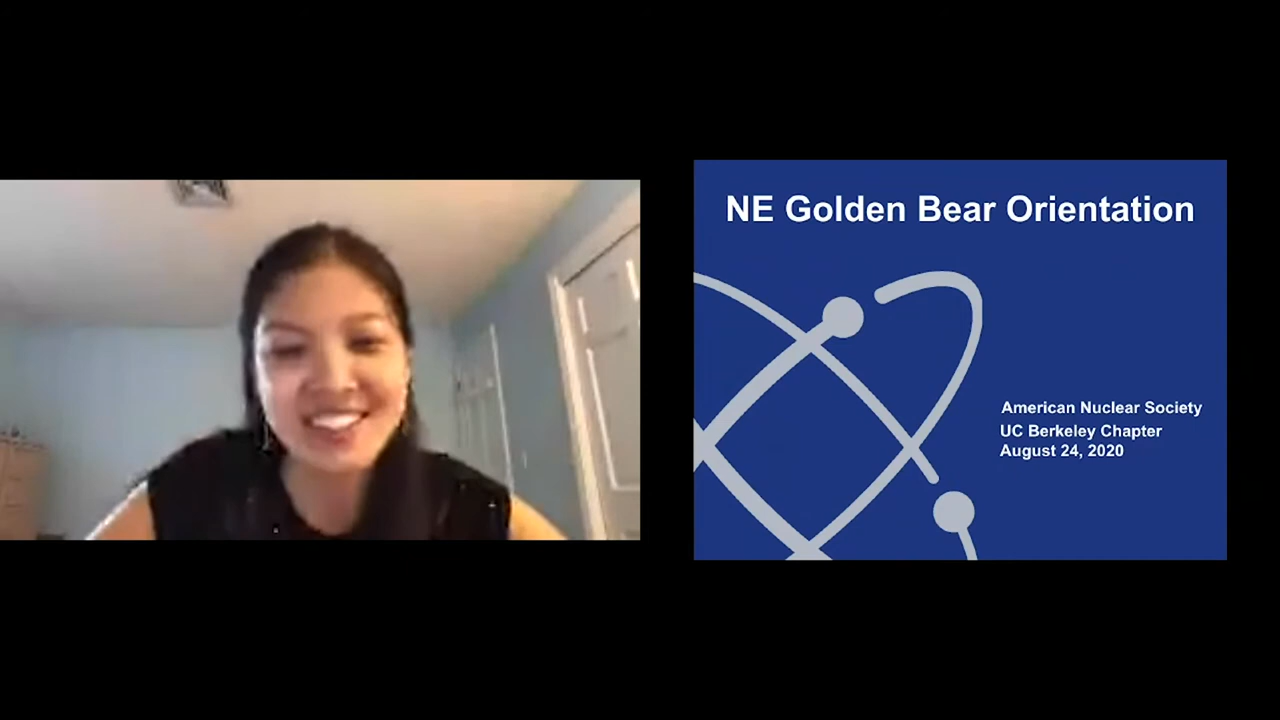 NE Golden Bear Orientation
American Nuclear Society
UC Berkeley Chapter
August 24, 2020